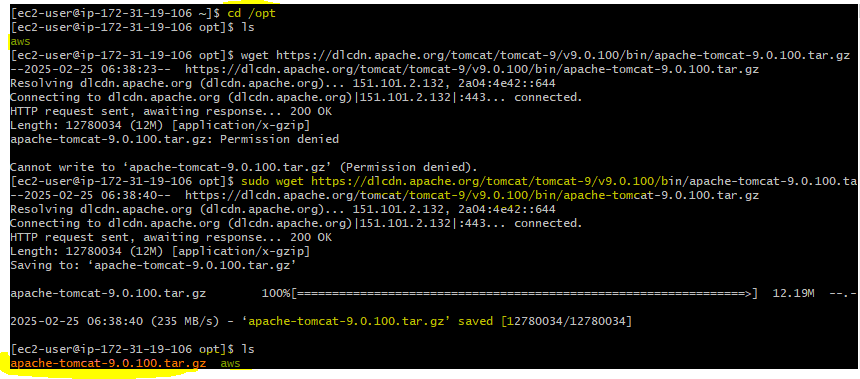 [ec2-user@ip-172-31-19-106 ~]$ cd /opt
[ec2-user@ip-172-31-19-106 opt]$ ls
aws
[ec2-user@ip-172-31-19-106 opt]$ wget https://dlcdn.apache.org/tomcat/tomcat-9/v9.0.100/bin/apache-tomcat-9.0.100.tar.gz
--2025-02-25 06:38:23-- https://dlcdn.apache.org/tomcat/tomcat-9/v9.0.100/bin/apache-tomcat-9.0.100.tar.gz
Resolving dlcdn.apache.org (dlcdn.apache.org)... 151.101.2.132, 2a04:4e42::644
Connecting to dlcdn.apache.org (dlcdn.apache.org)|151.101.2.132|:443... connected.
HTTP request sent, awaiting response... 200 OK
Length: 12780034 (12M) [application/x-gzip]
apache-tomcat-9.0.100.tar.gz: Permission denied

Cannot write to ‘apache-tomcat-9.0.100.tar.gz’ (Permission denied).
[ec2-user@ip-172-31-19-106 opt]$ sudo wget https://dlcdn.apache.org/tomcat/tomcat-9/v9.0.100/bin/apache-tomcat-9.0.100.ta
--2025-02-25 06:38:40-- https://dlcdn.apache.org/tomcat/tomcat-9/v9.0.100/bin/apache-tomcat-9.0.100.tar.gz
Resolving dlcdn.apache.org (dlcdn.apache.org)... 151.101.2.132, 2a04:4e42::644
Connecting to dlcdn.apache.org (dlcdn.apache.org)|151.101.2.132|:443... connected.
HTTP request sent, awaiting response... 200 OK
Length: 12780034 (12M) [application/x-gzip]
Saving to: ‘apache-tomcat-9.0.100.tar.gz’

apache-tomcat-9.0.100.tar.gz 100%[================================================================>] 12.19M --.-

2025-02-25 06:38:40 (235 MB/s) - ‘apache-tomcat-9.0.100.tar.gz’ saved [12780034/12780034]

[ec2-user@ip-172-31-19-106 opt]$ ls
apache-tomcat-9.0.100.tar.gz aws